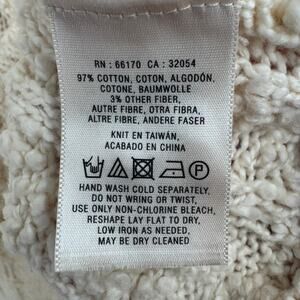 RN : 66170 CA : 32054
97% COTTON, COTON, ALGODÓN,
COTONE, BAUMWOLLE
3% OTHER FIBER,
AUTRE FIBRE, OTRA FIBRA,
ALTRE FIBRE, ANDERE FASER
KNIT EN TAIWÁN,
ACABADO EN CHINA
P
HAND WASH COLD SEPARATELY,
DO NOT WRING OR TWIST,
USE ONLY NON-CHLORINE BLEACH,
RESHAPE LAY FLAT TO DRY,
LOW IRON AS NEEDED,
MAY BE DRY CLEANED